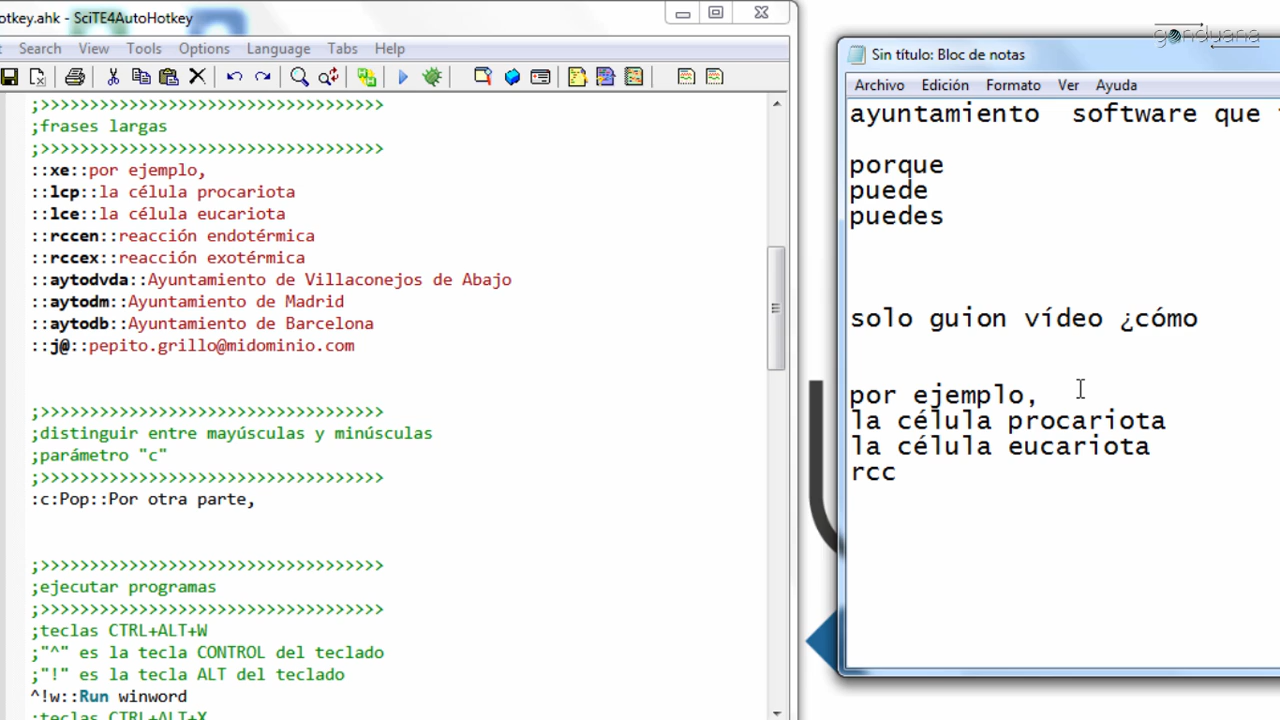 otkey.ahk - SciTE4AutoHotkey
Search View Tools Options Language Tabs Help
;>>>>>>>>>>>>>>>>>>>>>>>>>>>>>>>>>>>
;frases largas
;>>>>>>>>>>>>>>>>>>>>>>>>>>>>>>>>>>>
::xe::por ejemplo,
::lcp::la célula procariota
::lce::la célula eucariota
::rccen::reacción endotérmica
::rccex::reacción exotérmica
::aytodvda::Ayuntamiento de Villaconejos de Abajo
::aytodm::Ayuntamiento de Madrid
::aytodb::Ayuntamiento de Barcelona
::j@::pepito.grillo@midominio.com
;>>>>>>>>>>>>>>>>>>>>>>>>>>>>>>>>>>>
;distinguir entre mayúsculas y minúsculas
;parámetro "c"
;>>>>>>>>>>>>>>>>>>>>>>>>>>>>>>>>>>>
:c:Pop::Por otra parte,
;>>>>>>>>>>>>>>>>>>>>>>>>>>>>>>>>>>>
;ejecutar programas
;>>>>>>>>>>>>>>>>>>>>>>>>>>>>>>>>>>>
;teclas CTRL+ALT+W
;"^" es la tecla CONTROL del teclado
;"!" es la tecla ALT del teclado
^!w::Run winword
;teclas CTRL+ALT+X
gonduana
Sin título: Bloc de notas
Archivo Edición Formato Ver Ayuda
ayuntamiento  software que
porque
puede
puedes
solo guion vídeo ¿cómo
por ejemplo,
la célula procariota
la célula eucariota
rcc